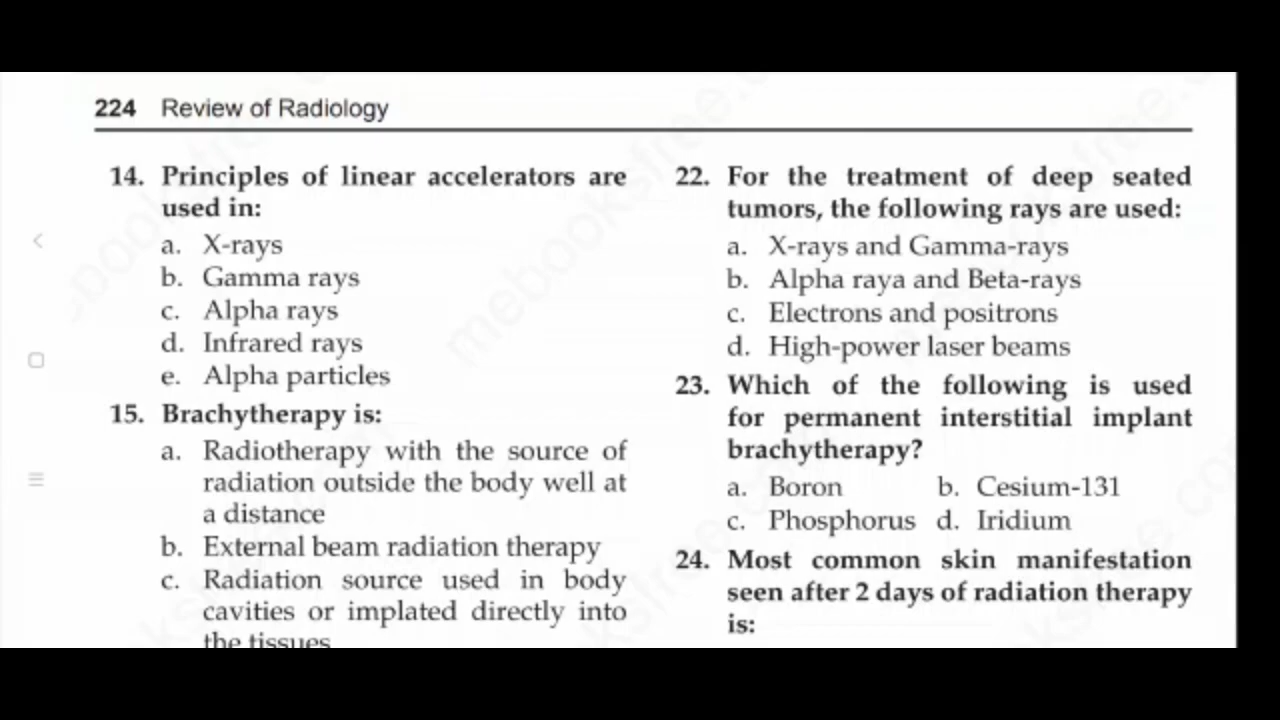 224 Review of Radiology
14. Principles of linear accelerators are
used in:
a. X-rays
b. Gamma rays
c. Alpha rays
d. Infrared rays
e. Alpha particles
15. Brachytherapy is:
a. Radiotherapy with the source of
radiation outside the body well at
a distance
b. External beam radiation therapy
c. Radiation source used in body
cavities or implated directly into
the tissues
22. For the treatment of deep seated
tumors, the following rays are used:
a. X-rays and Gamma-rays
b. Alpha raya and Beta-rays
c. Electrons and positrons
d. High-power laser beams
23. Which of the following is used
for permanent interstitial implant
brachytherapy?
a. Boron b. Cesium-131
c. Phosphorus d. Iridium
24. Most common skin manifestation
seen after 2 days of radiation therapy
is: